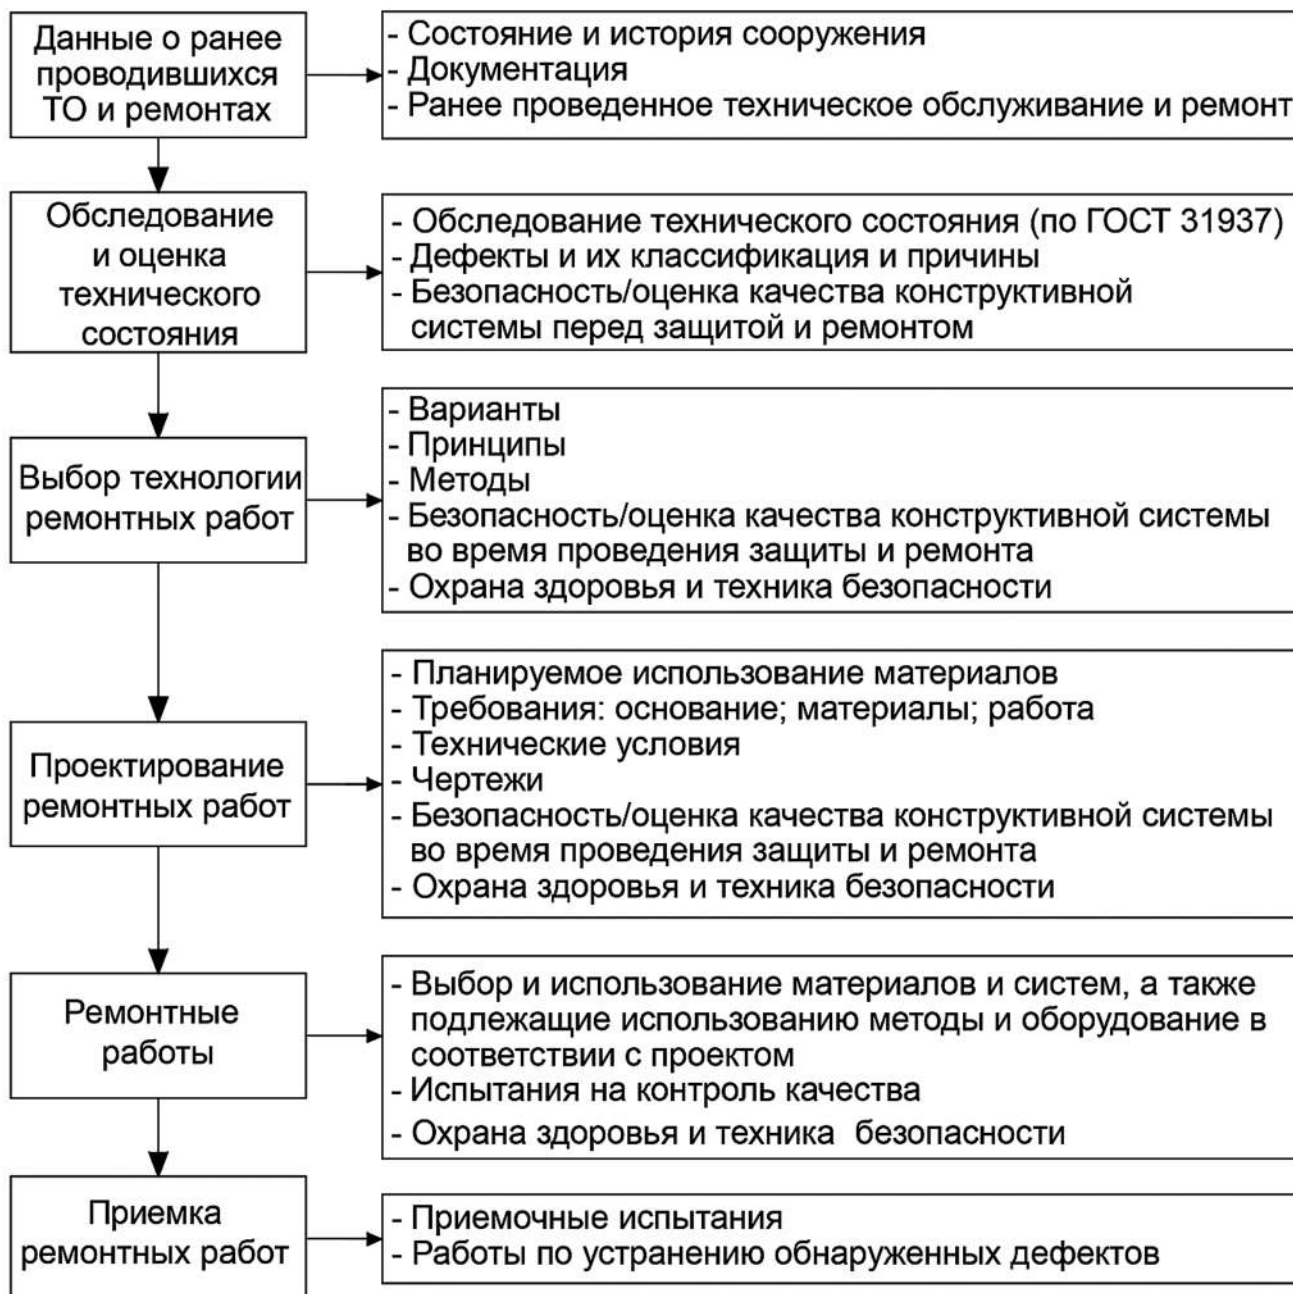 Данные о ранее
проводившихся
ТО и ремонтах
- Состояние и история сооружения
- Документация
- Ранее проведенное техническое обслуживание и ремонт
Обследование
и оценка
технического
состояния
- Обследование технического состояния (по ГОСТ 31937)
- Дефекты и их классификация и причины
- Безопасность/оценка качества конструктивной
системы перед защитой и ремонтом
Выбор технологии
ремонтных работ
- Варианты
- Принципы
- Методы
- Безопасность/оценка качества конструктивной системы
во время проведения защиты и ремонта
- Охрана здоровья и техника безопасности
Проектирование
ремонтных работ
- Планируемое использование материалов
- Требования: основание; материалы; работа
- Технические условия
- Чертежи
- Безопасность/оценка качества конструктивной системы
во время проведения защиты и ремонта
- Охрана здоровья и техника безопасности
Ремонтные
работы
- Выбор и использование материалов и систем, а также
подлежащие использованию методы и оборудование в
соответствии с проектом
- Испытания на контроль качества
- Охрана здоровья и техника безопасности
Приемка
ремонтных работ
- Приемочные испытания
- Работы по устранению обнаруженных дефектов